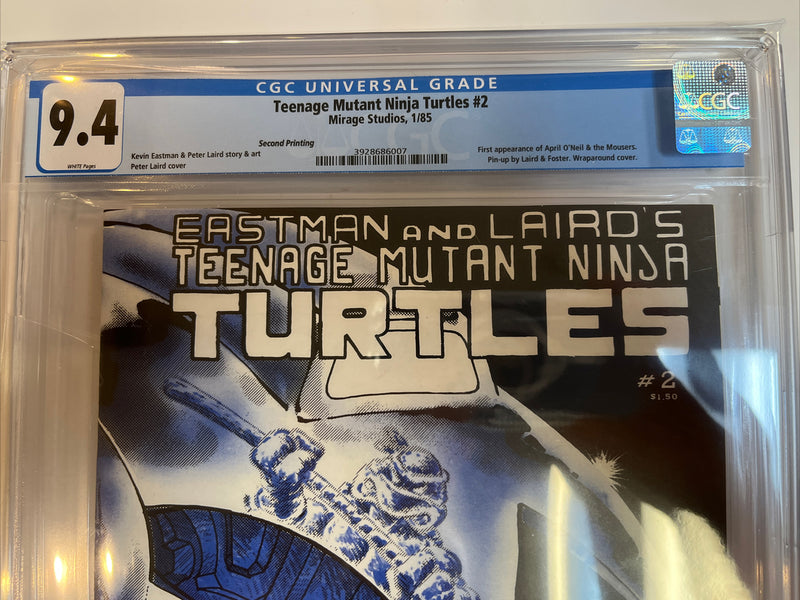 CGC UNIVERSAL GRADE
9.4
WHITE Pages
Teenage Mutant Ninja Turtles #2
Mirage Studios, 1/85
Second Printing
Kevin Eastman & Peter Laird story & art
Peter Laird cover
3928686007
First appearance of April O'Neil & the Mousers.
Pin-up by Laird & Foster. Wraparound cover.
CGC
CGC
EASTMAN AND LAIRD'S
TEENAGE MUTANT NINJA
TURTLES
# 2
$1.50